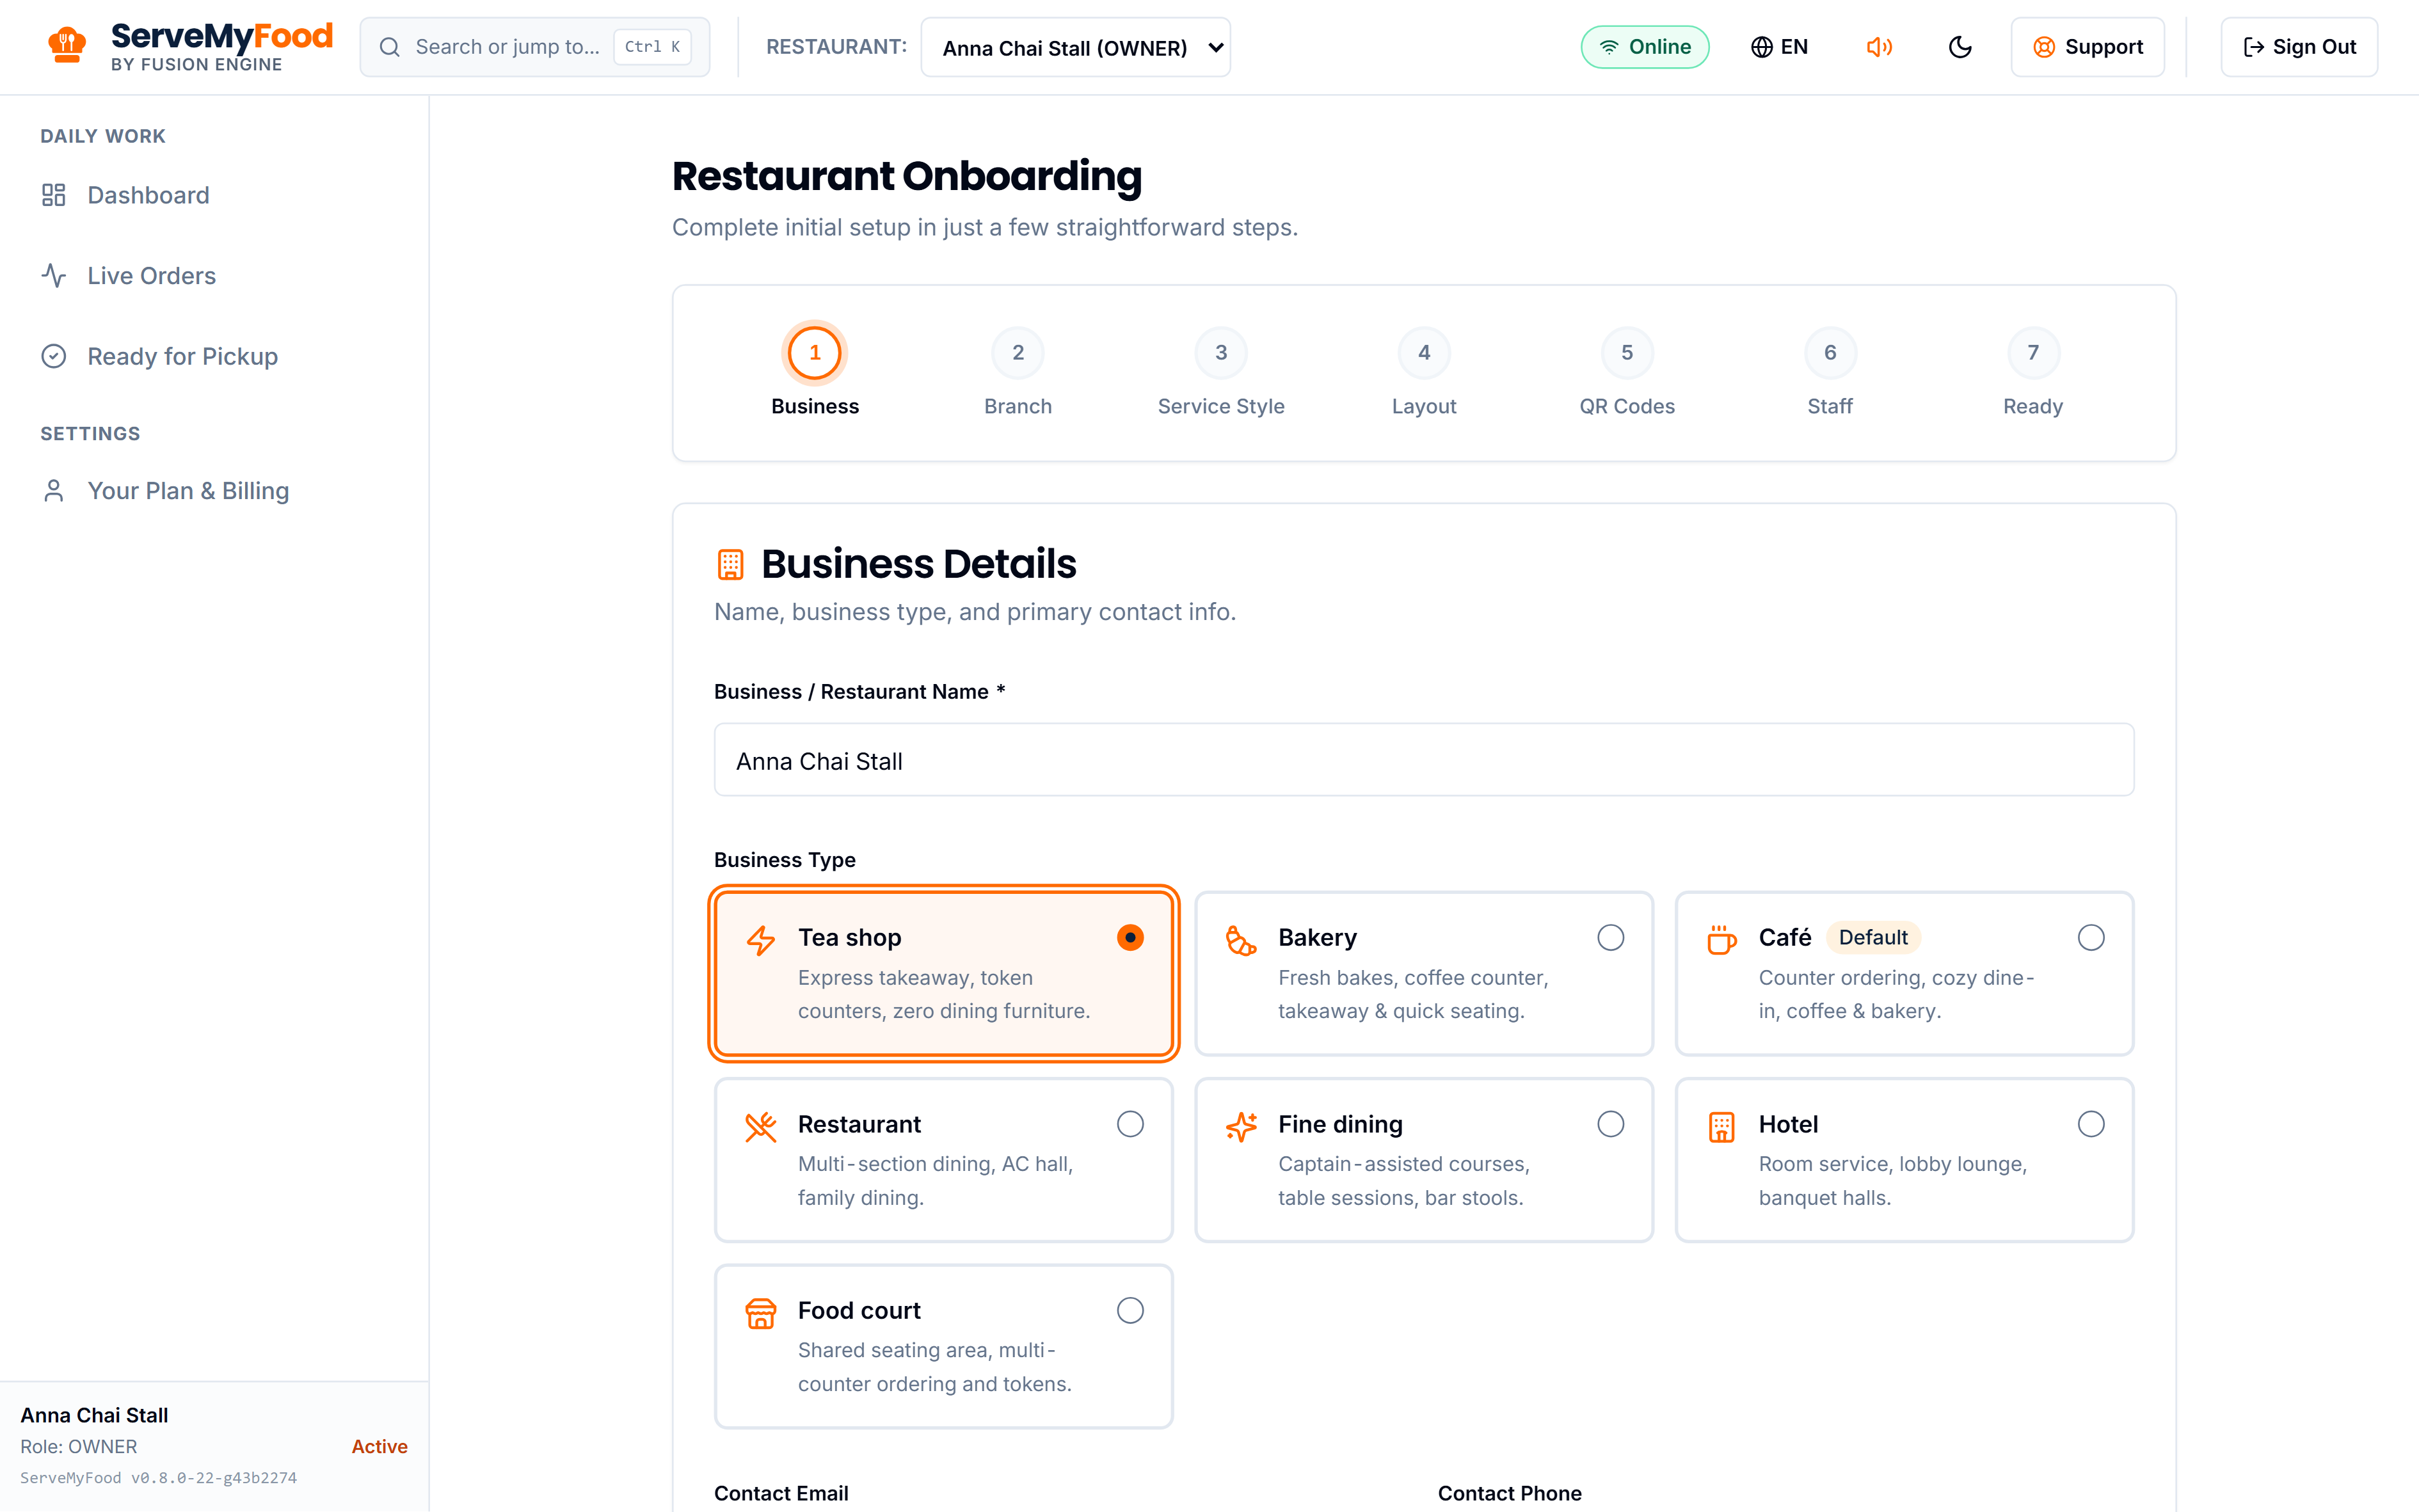 ServeMyFood
BY FUSION ENGINE
Search or jump to...
Ctrl K
RESTAURANT:
Anna Chai Stall (OWNER)
Online
EN
Support
Sign Out
DAILY WORK
Dashboard
Live Orders
Ready for Pickup
SETTINGS
Your Plan & Billing
Anna Chai Stall
Role: OWNER
Active
ServeMyFood v0.8.0-22-g43b2274
Restaurant Onboarding
Complete initial setup in just a few straightforward steps.
1
Business
2
Branch
3
Service Style
4
Layout
5
QR Codes
6
Staff
7
Ready
Business Details
Name, business type, and primary contact info.
Business / Restaurant Name *
Anna Chai Stall
Business Type
Tea shop
Express takeaway, token
counters, zero dining furniture.
Bakery
Fresh bakes, coffee counter,
takeaway & quick seating.
Café
Default
Counter ordering, cozy dine-
in, coffee & bakery.
Restaurant
Multi-section dining, AC hall,
family dining.
Fine dining
Captain-assisted courses,
table sessions, bar stools.
Hotel
Room service, lobby lounge,
banquet halls.
Food court
Shared seating area, multi-
counter ordering and tokens.
Contact Email
Contact Phone